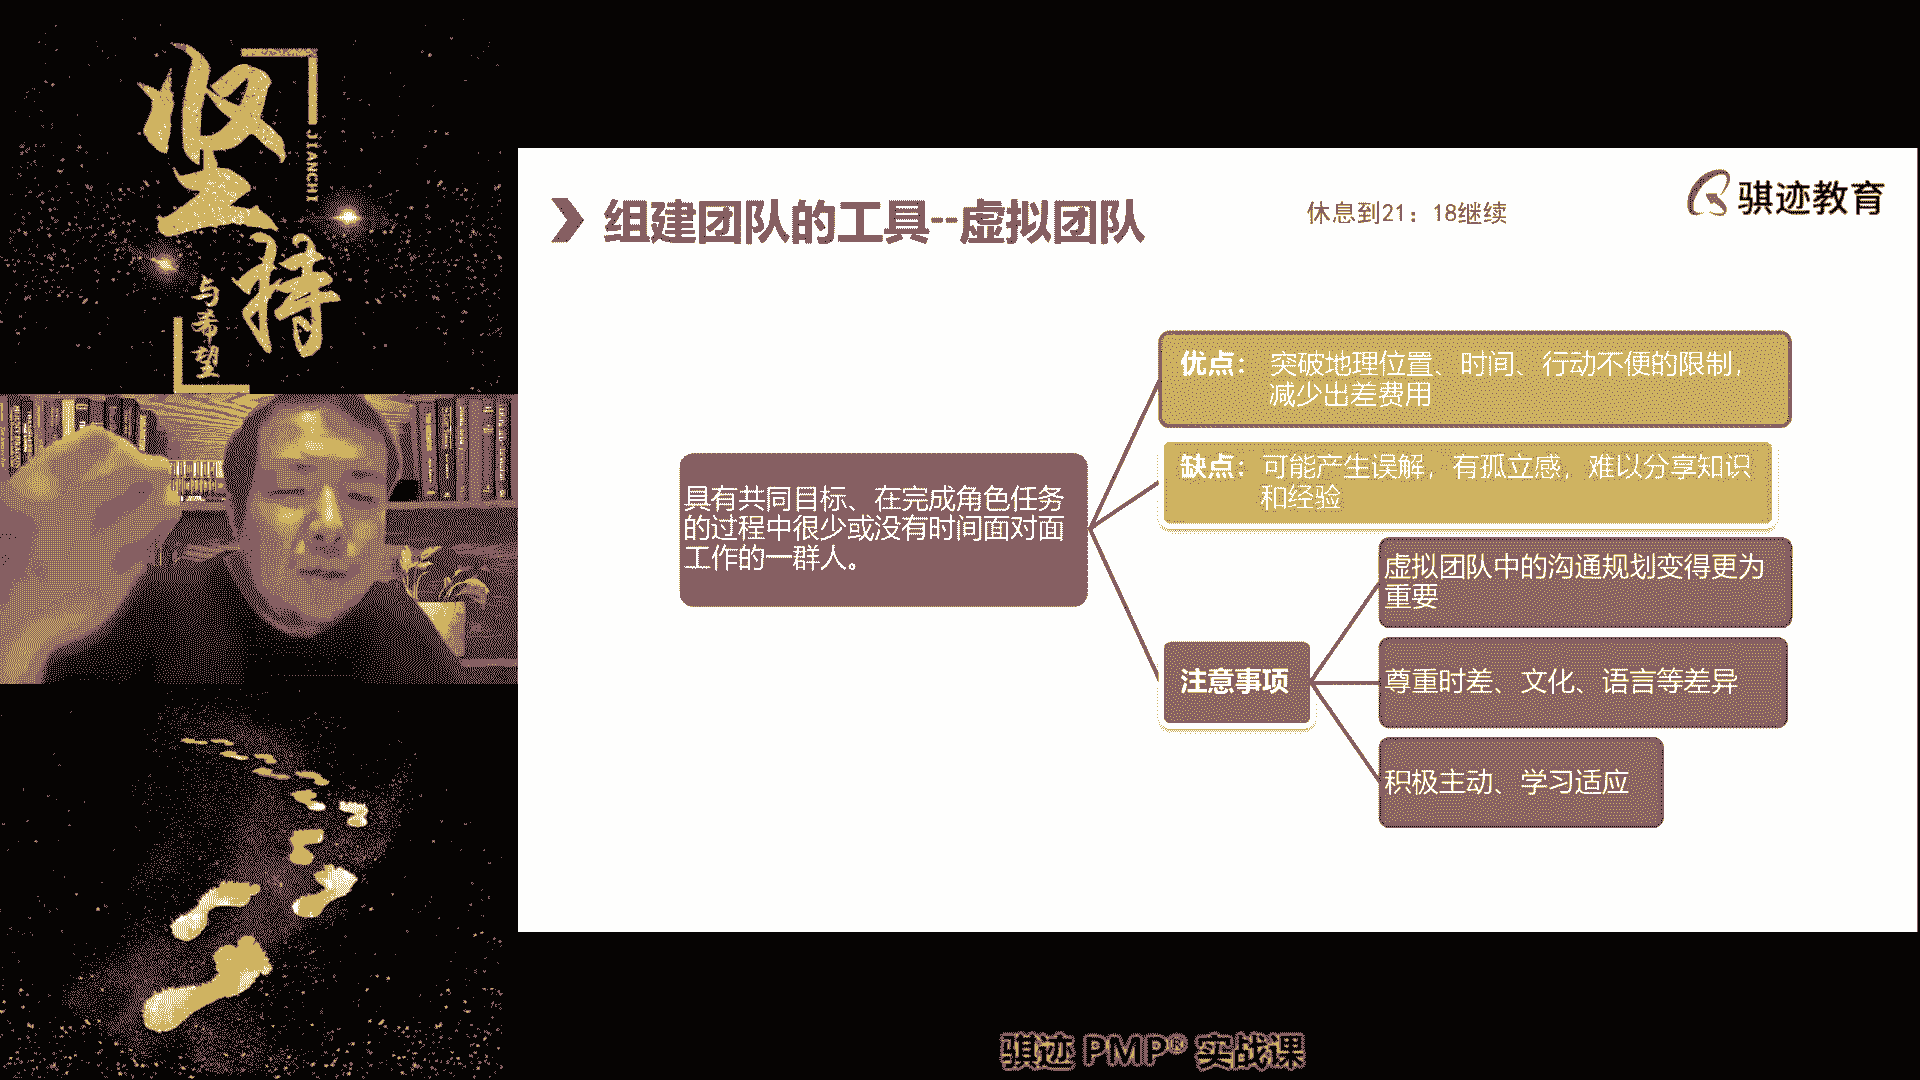 坚持
JIANCHI
与希望
组建团队的工具--虚拟团队
休息到21：18继续
骐迹教育
优点： 突破地理位置、时间、行动不便的限制，
减少出差费用
缺点： 可能产生误解，有孤立感，难以分享知识
和经验
具有共同目标、在完成角色任务
的过程中很少或没有时间面对面
工作的一群人。
注意事项
虚拟团队中的沟通规划变得更为
重要
尊重时差、文化、语言等差异
积极主动、学习适应
骐迹 PMP® 实战课